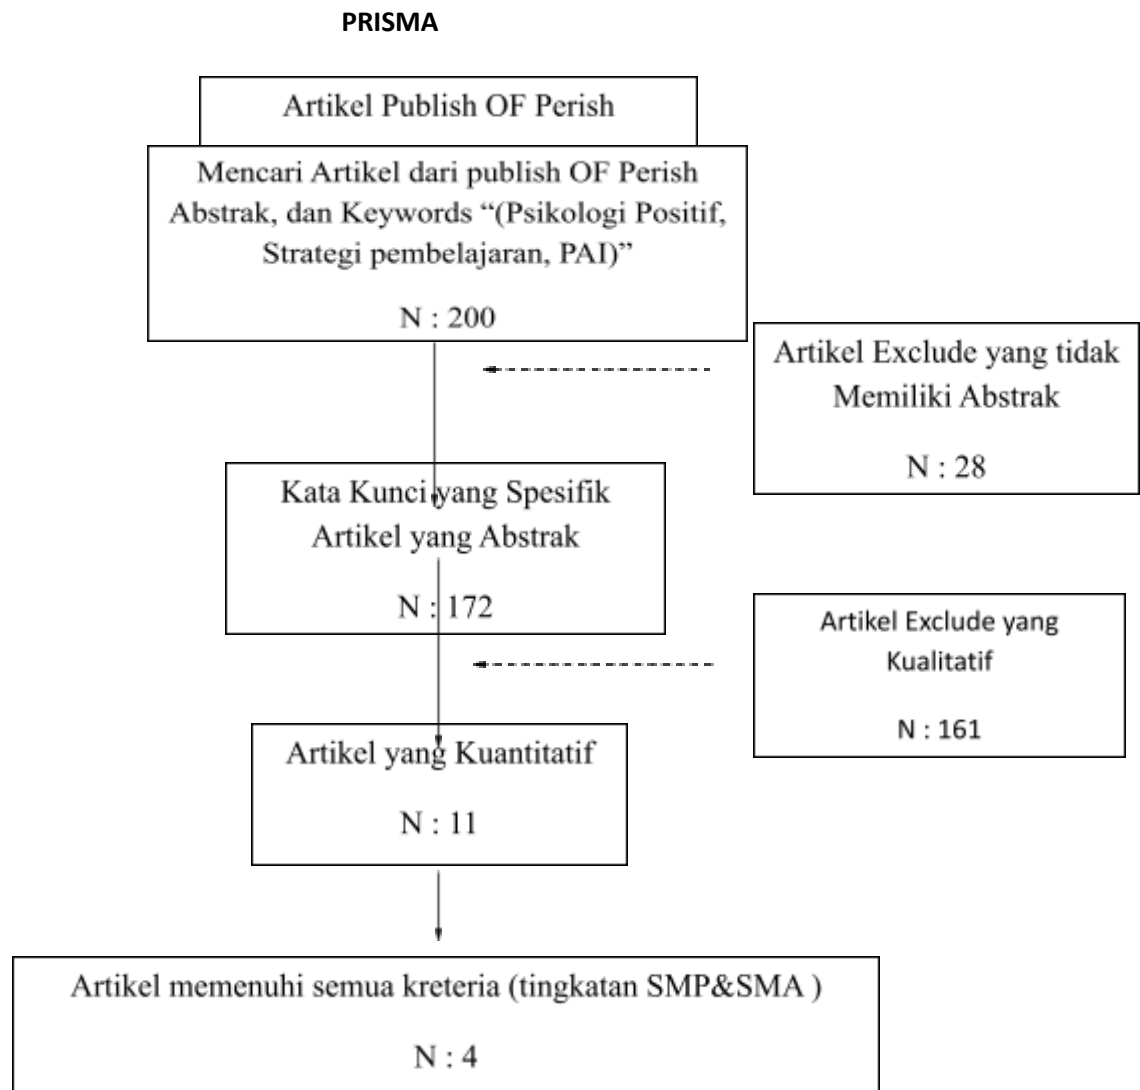 PRISMA
Artikel Publish OF Perish
Mencari Artikel dari publish OF Perish
Abstrak, dan Keywords “(Psikologi Positif,
Strategi pembelajaran, PAI)”
N : 200
Artikel Exclude yang tidak
Memiliki Abstrak
N : 28
Kata Kunci yang Spesifik
Artikel yang Abstrak
N : 172
Artikel Exclude yang
Kualitatif
N : 161
Artikel yang Kuantitatif
N : 11
Artikel memenuhi semua kreteria (tingkatan SMP&SMA )
N : 4